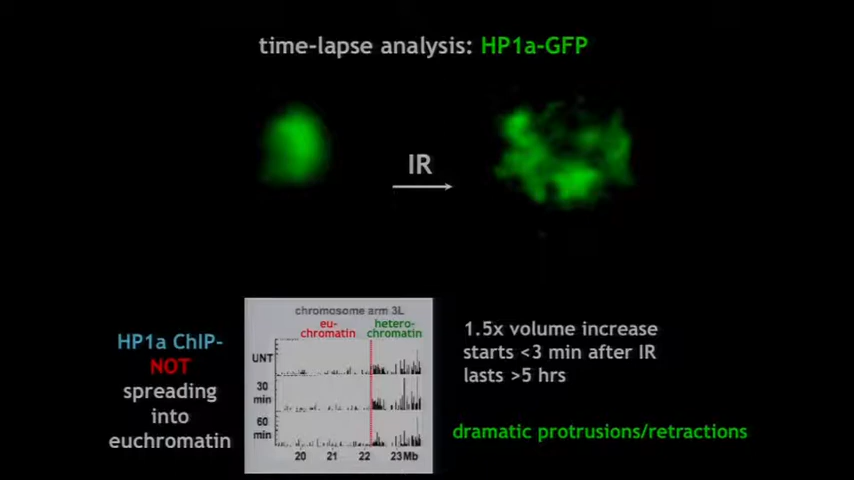 time-lapse analysis: HP1a-GFP
IR
HP1a ChIP-
NOT
spreading
into
euchromatin
chromosome arm 3L
eu-
chromatin
hetero-
chromatin
UNT
30
min
60
min
20 21 22 23Mb
1.5x volume increase
starts <3 min after IR
lasts >5 hrs
dramatic protrusions/retractions